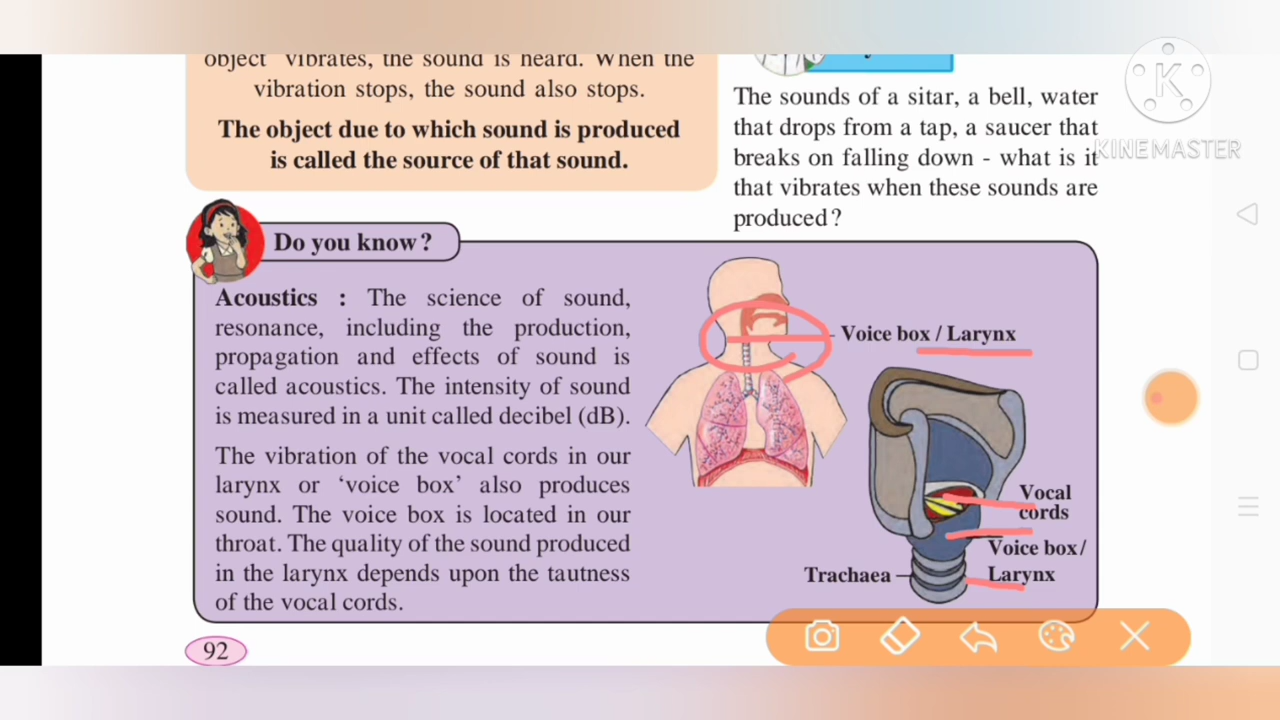 object vibrates, the sound is heard. When the
vibration stops, the sound also stops.
The object due to which sound is produced
is called the source of that sound.
The sounds of a sitar, a bell, water
that drops from a tap, a saucer that
breaks on falling down - what is it
that vibrates when these sounds are
produced?
K
KINEMASTER
Do you know?
Acoustics : The science of sound,
resonance, including the production,
propagation and effects of sound is
called acoustics. The intensity of sound
is measured in a unit called decibel (dB).
The vibration of the vocal cords in our
larynx or ‘voice box’ also produces
sound. The voice box is located in our
throat. The quality of the sound produced
in the larynx depends upon the tautness
of the vocal cords.
Voice box / Larynx
Vocal
cords
Voice box/
Larynx
Trachaea
92